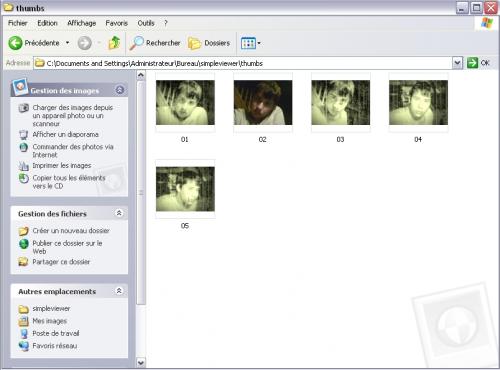 thumbs
Fichier Edition Affichage Favoris Outils ?
Précédente Rechercher Dossiers
Adresse C:\Documents and Settings\Administrateur\Bureau\simpleviewer\thumbs OK
Gestion des images
Charger des images depuis
un appareil photo ou un
scanneur
Afficher un diaporama
Commander des photos via
Internet
Imprimer les images
Copier tous les éléments
vers le CD
Gestion des fichiers
Créer un nouveau dossier
Publier ce dossier sur le
Web
Partager ce dossier
Autres emplacements
simpleviewer
Mes images
Poste de travail
Favoris réseau
01 02 03 04
05